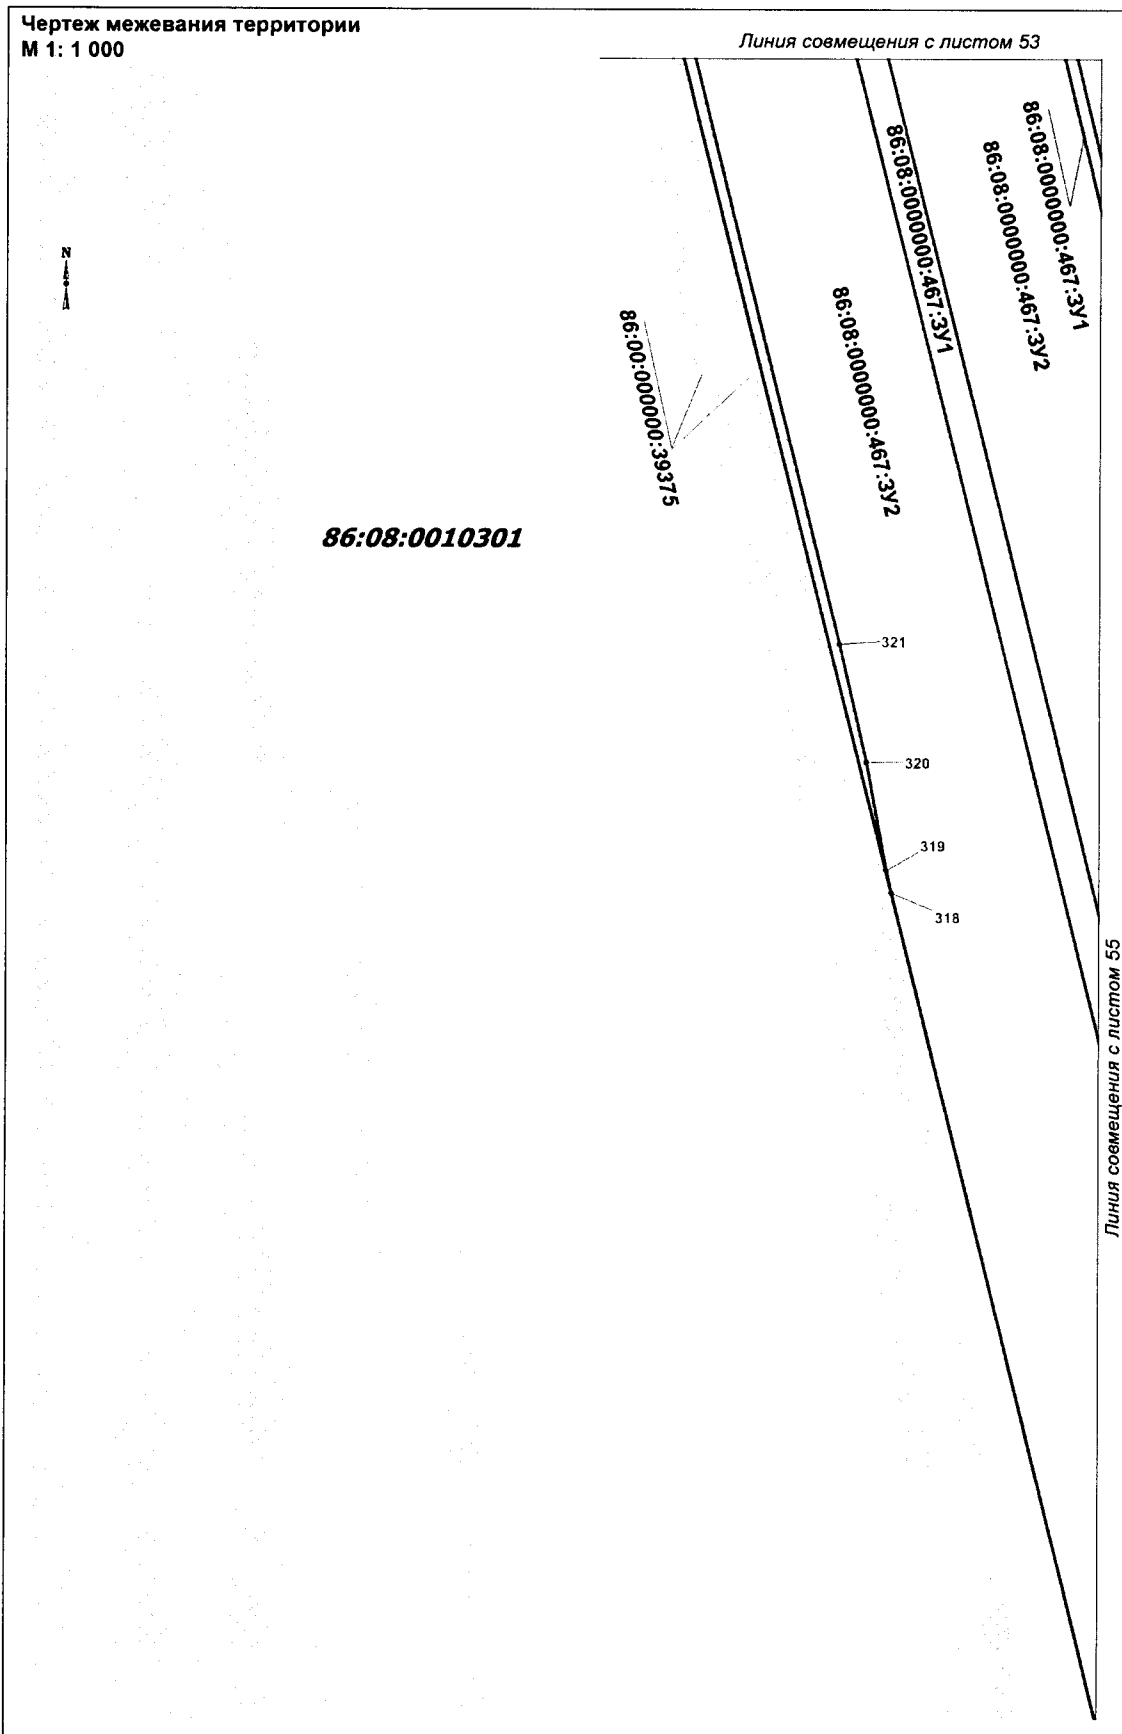 Чертеж межевания территории
М 1: 1 000
Линия совмещения с листом 53
N
86:08:0000000:467:ЗУ1
86:08:0000000:467:ЗУ2
86:08:0000000:467:ЗУ1
86:08:0000000:467:ЗУ2
86:00:000000:39375
86:08:0010301
321
320
319
318
Линия совмещения с листом 55